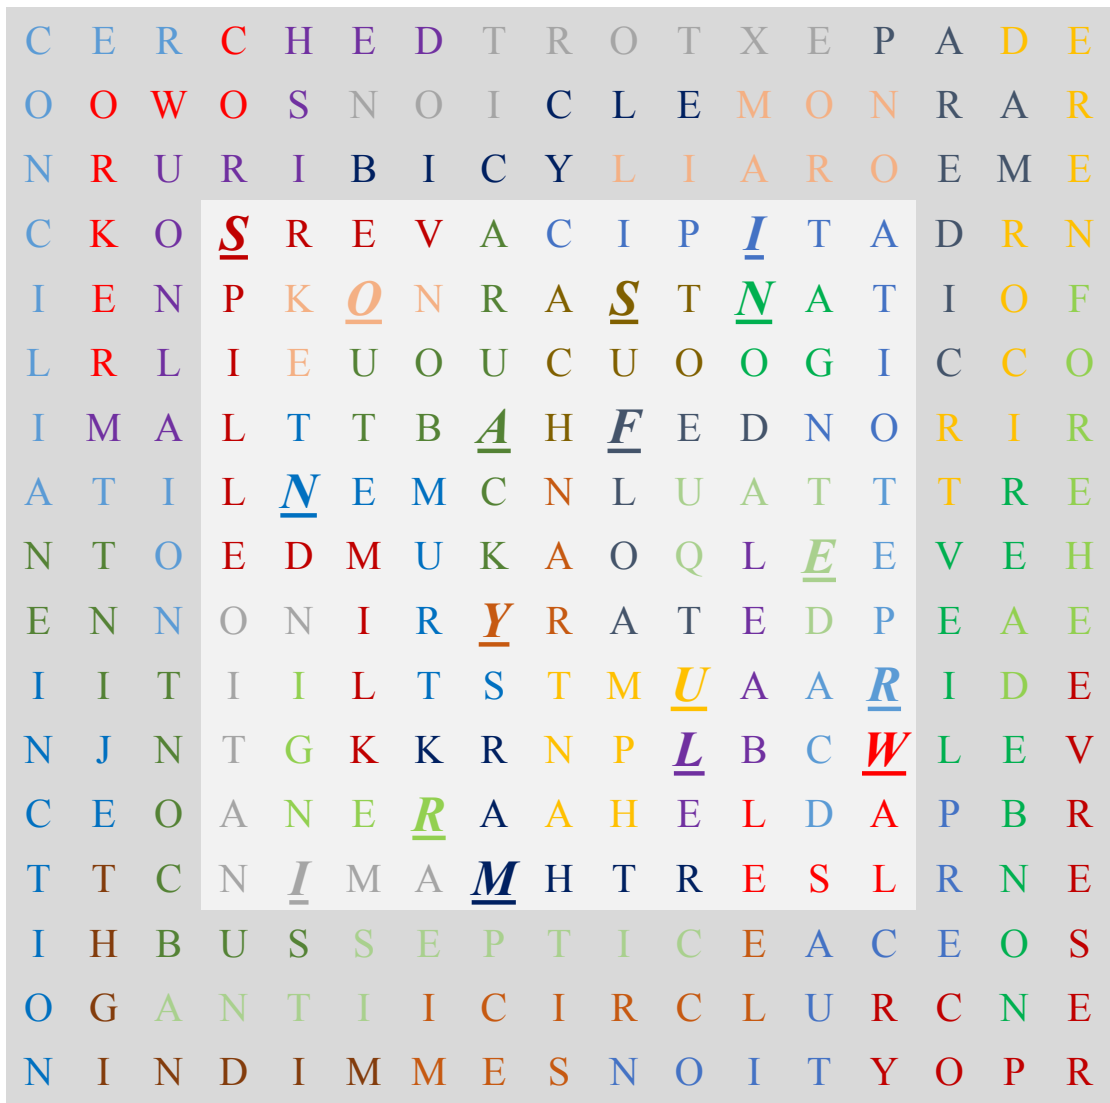 C E R C H E D T R O T X E P A D E
O O W O S N O I C L E M O N R A R
N R U R I B I C Y L I A R O E M E
C K O S R E V A C I P I T A D R N
I E N P K O N R A S T N A T I O F
L R L I E U O U C U O O G I C C O
I M A L T T B A H F E D N O R I R
A T I L N E M C N L U A T T T R E
N T O E D M U K A O Q L E E V E H
E N N O N I R Y R A T E D P E A E
I I T I I L T S T M U A A R I D E
N J N T G K K R N P L B C W L E V
C E O A N E R A A H E L D A P B R
T T C N I M A M H T R E S L R N E
I H B U S S E P T I C E A C E O S
O G A N T I I C I R C L U R C N E
N I N D I M M E S N O I T Y O P R